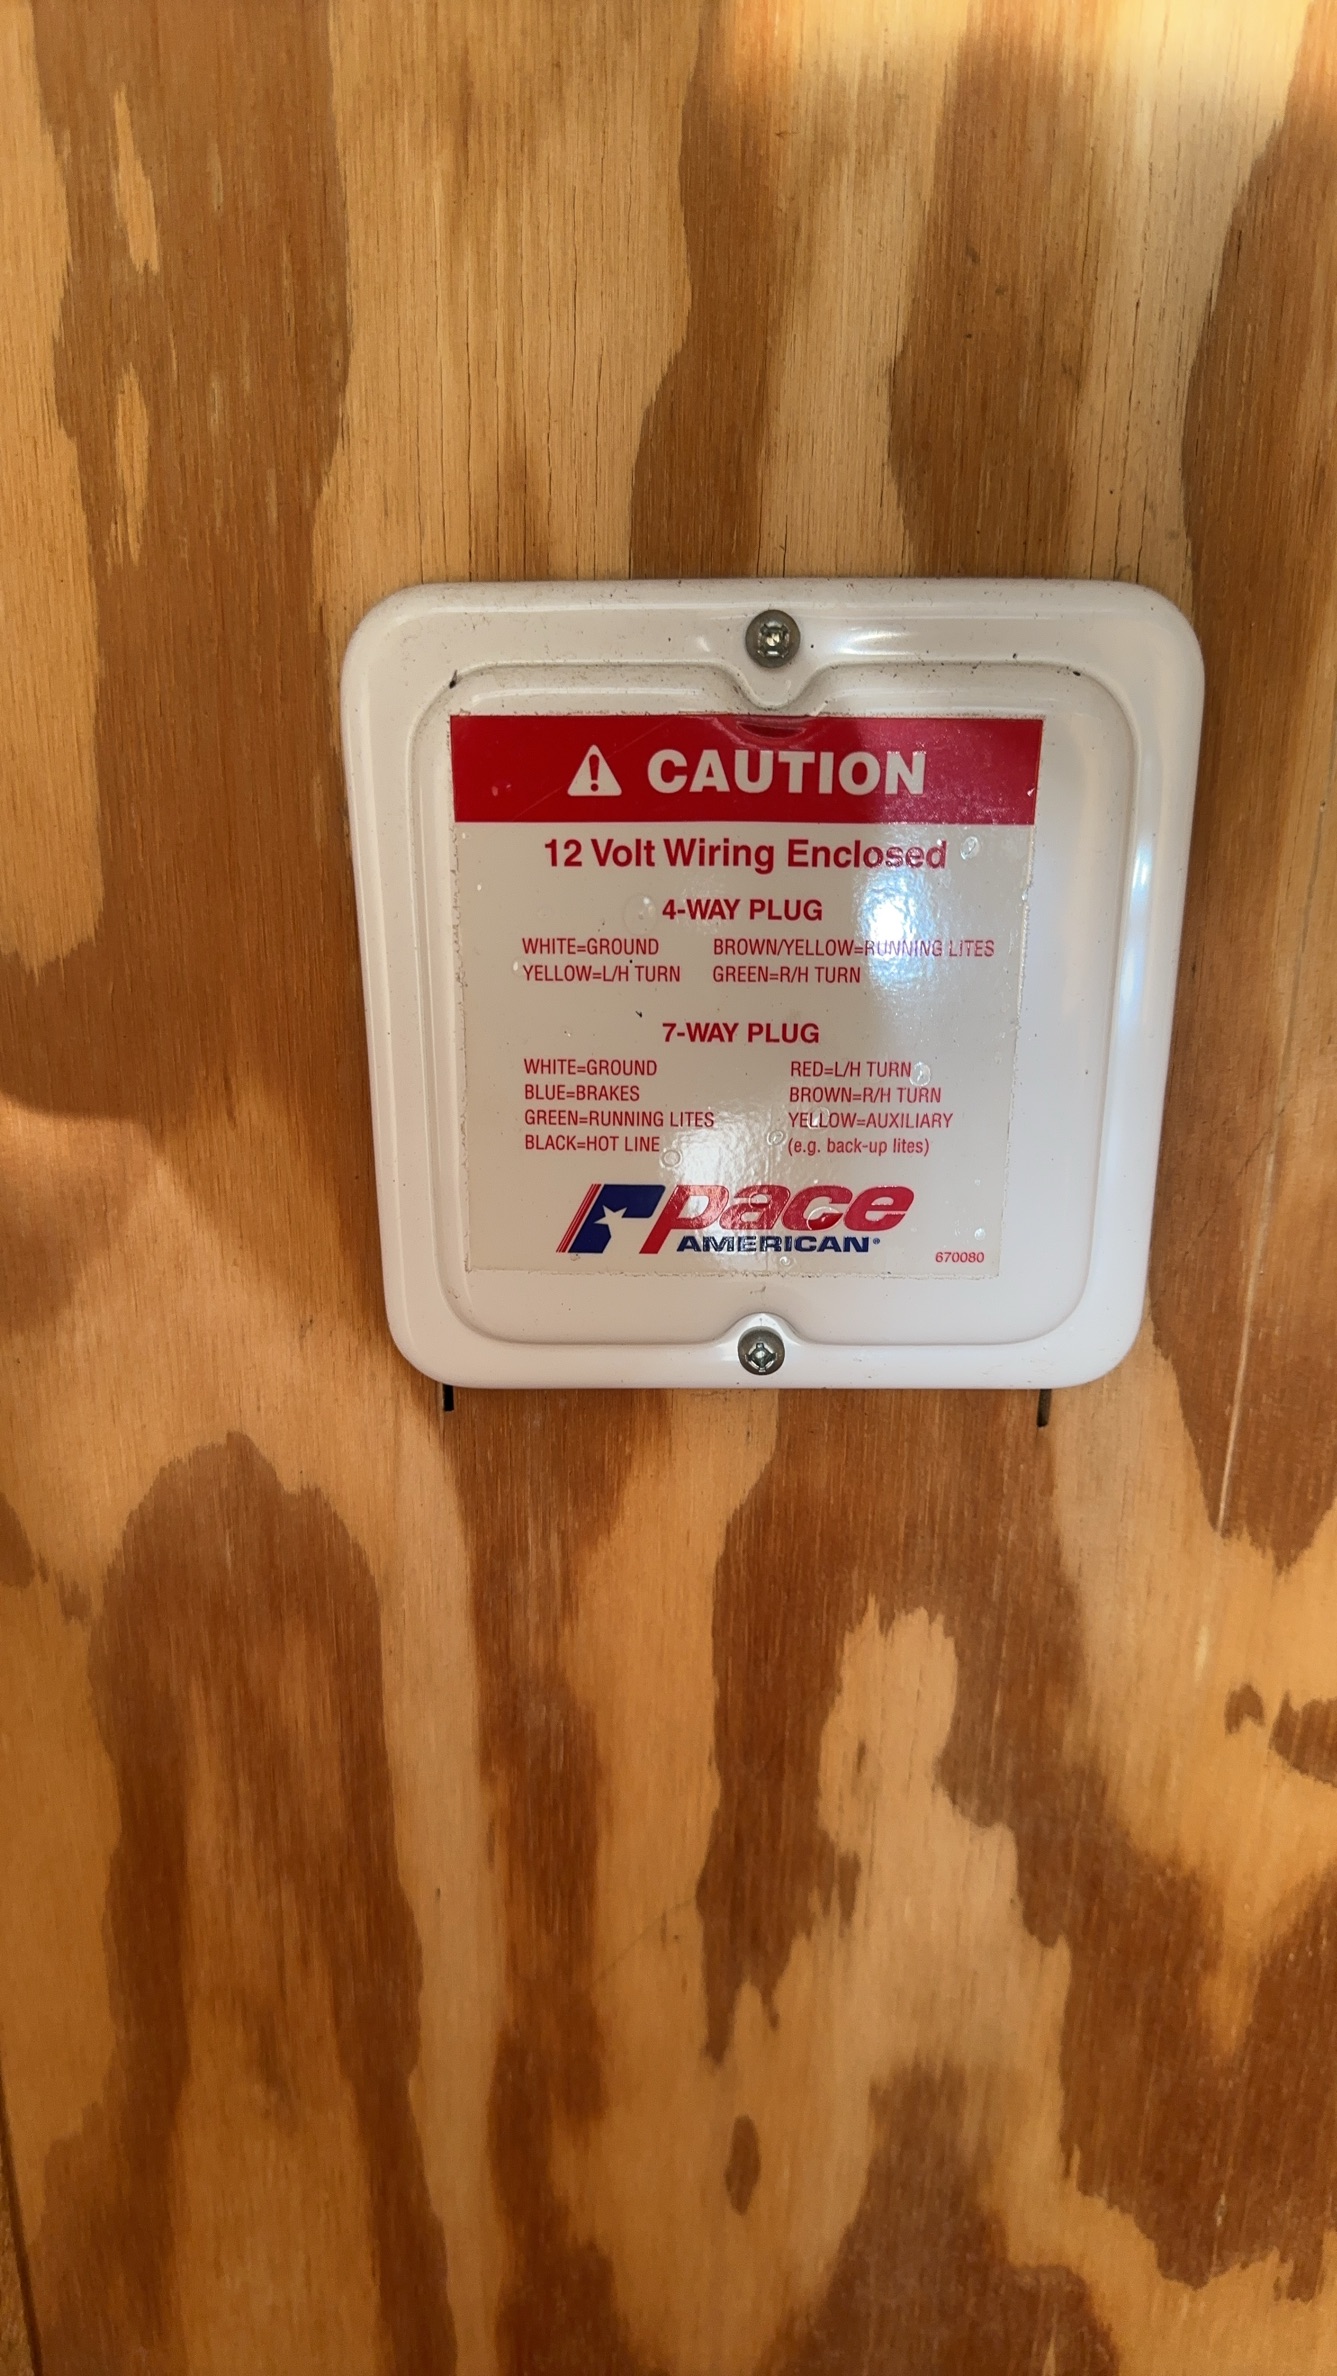 CAUTION
12 Volt Wiring Enclosed
4-WAY PLUG
WHITE=GROUND BROWN/YELLOW=RUNNING LITES
YELLOW=L/H TURN GREEN=R/H TURN
7-WAY PLUG
WHITE=GROUND RED=L/H TURN
BLUE=BRAKES BROWN=R/H TURN
GREEN=RUNNING LITES YELLOW=AUXILIARY
BLACK=HOT LINE (e.g. back-up lites)
pace
AMERICAN®
670080